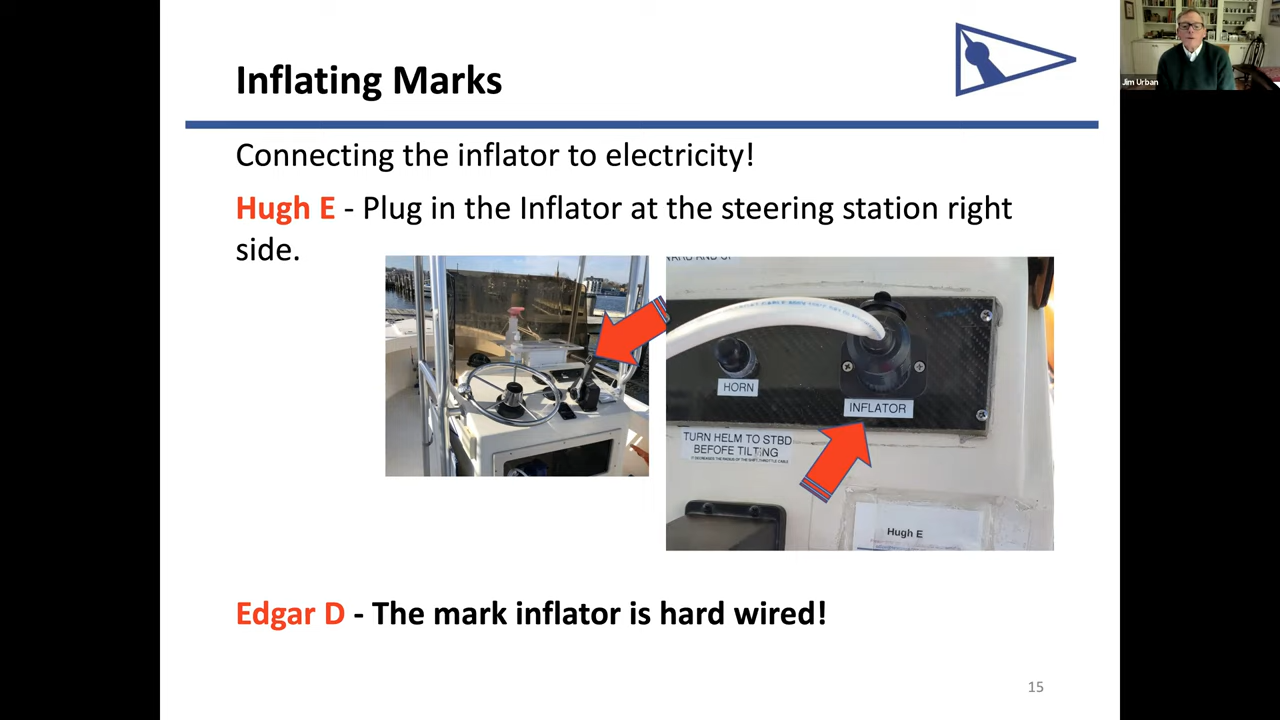 Inflating Marks
Jim Urban
Connecting the inflator to electricity!
Hugh E - Plug in the Inflator at the steering station right
side.
HORN
INFLATOR
TURN HELM TO STBD
BEFOFE TILTING
Hugh E
Edgar D - The mark inflator is hard wired!
15